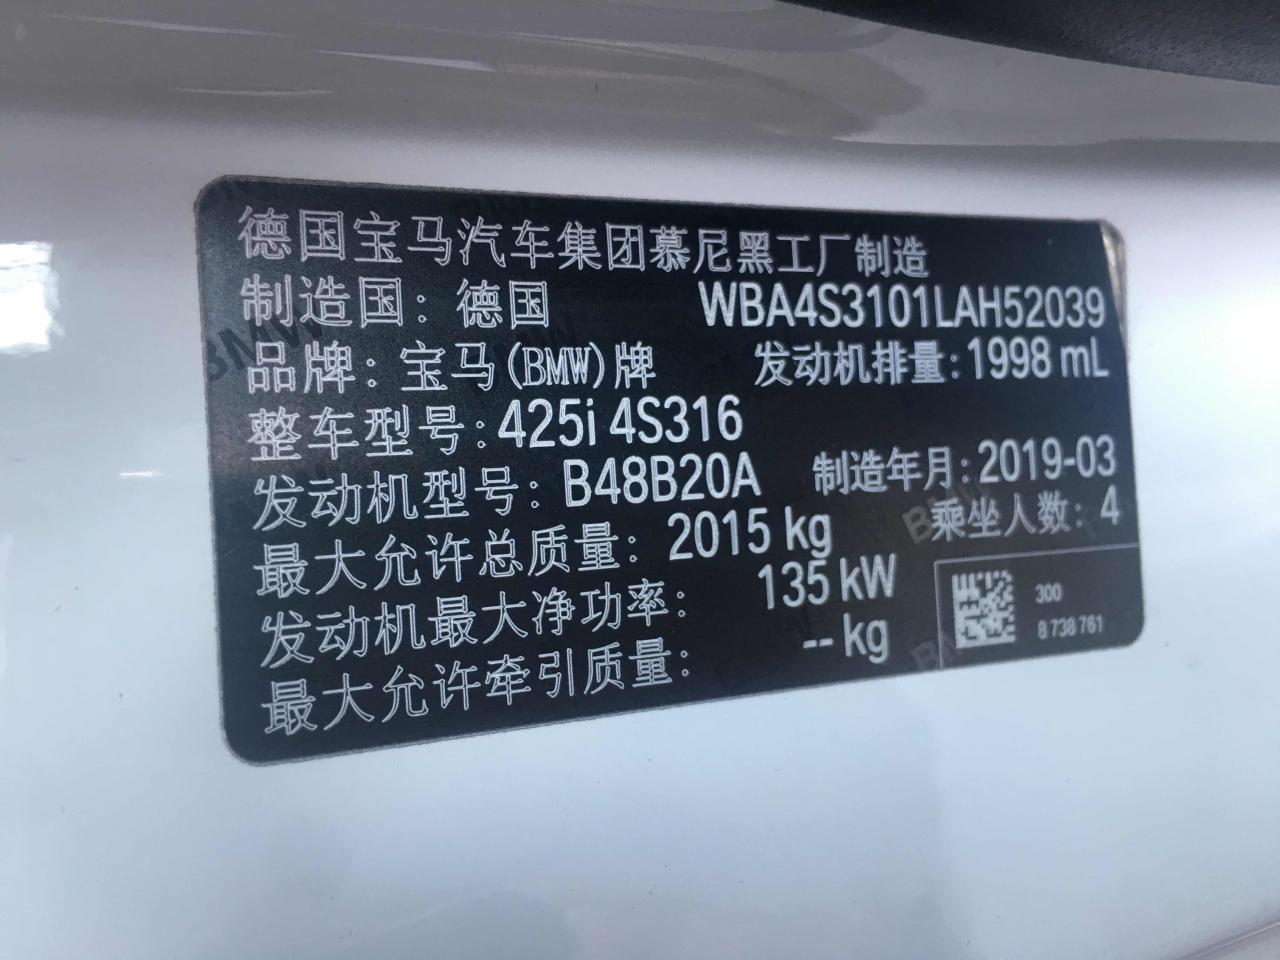 德国宝马汽车集团慕尼黑工厂制造
制造国：德国 WBA4S3101LAH52039
品牌：宝马(BMW)牌 发动机排量：1998 mL
整车型号：425i 4S316
发动机型号：B48B20A 制造年月：2019-03
最大允许总质量：2015 kg 乘坐人数：4
发动机最大净功率：135 kW
最大允许牵引质量：-- kg
300
8 738 761